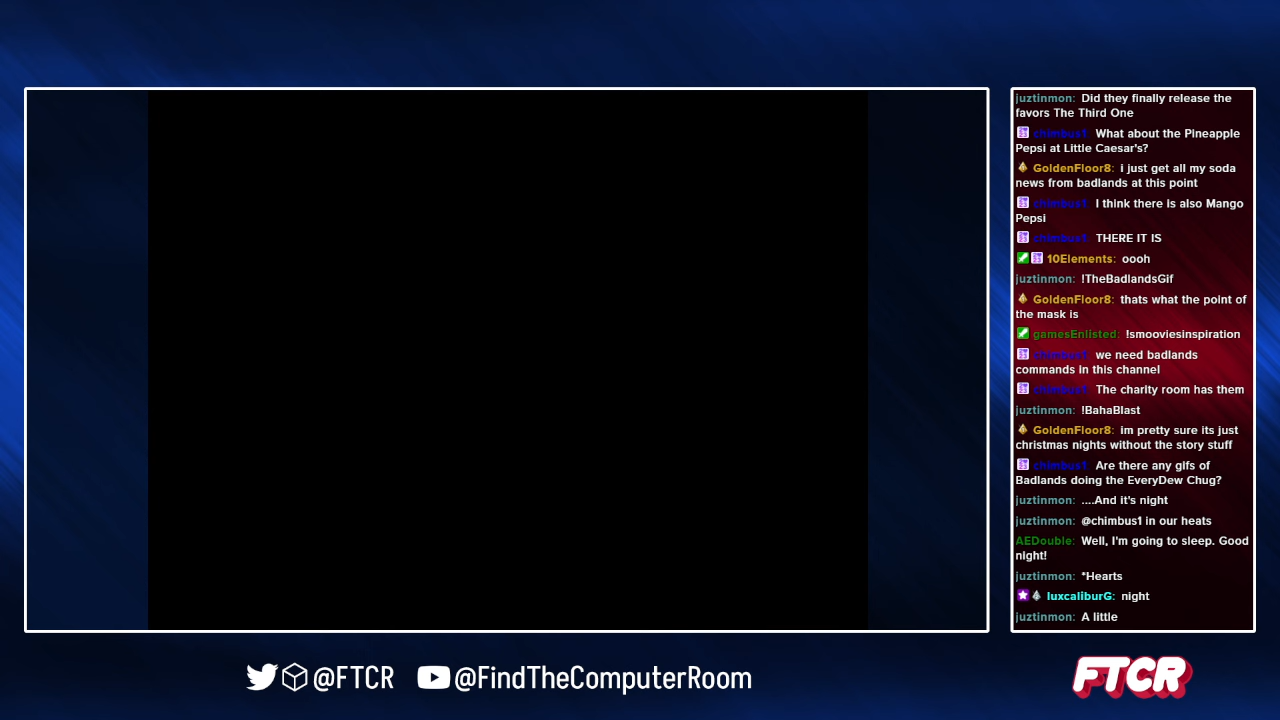 juztinmon: Did they finally release the
favors The Third One
chimbus1 What about the Pineapple
Pepsi at Little Caesar's?
GoldenFloor8: i just get all my soda
news from badlands at this point
chimbus1 I think there is also Mango
Pepsi
chimbus1 THERE IT IS
10Elements: oooh
juztinmon: !TheBadlandsGif
GoldenFloor8: thats what the point of
the mask is
gamesEnlisted: !smooviesinspiration
chimbus1 we need badlands
commands in this channel
chimbus1 The charity room has them
juztinmon: !BahaBlast
GoldenFloor8: im pretty sure its just
christmas nights without the story stuff
chimbus1 Are there any gifs of
Badlands doing the EveryDew Chug?
juztinmon: ....And it's night
juztinmon: @chimbus1 in our heats
AEDouble: Well, I'm going to sleep. Good
night!
juztinmon: *Hearts
luxcaliburG: night
juztinmon: A little
@FTCR @FindTheComputerRoom
FTCR